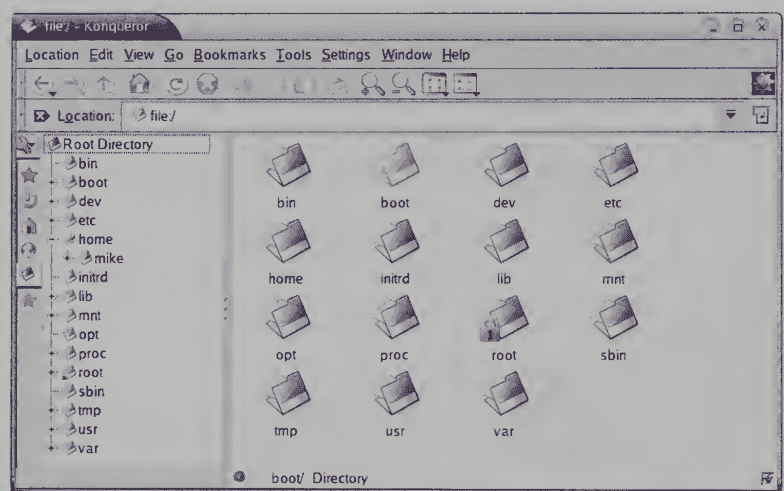 file:/ - Konqueror
Location Edit View Go Bookmarks Tools Settings Window Help
Location: file:/
Root Directory
bin
boot
dev
etc
home
mike
initrd
lib
mnt
opt
proc
root
sbin
tmp
usr
var
bin boot dev etc
home initrd lib mnt
opt proc root sbin
tmp usr var
boot/ Directory